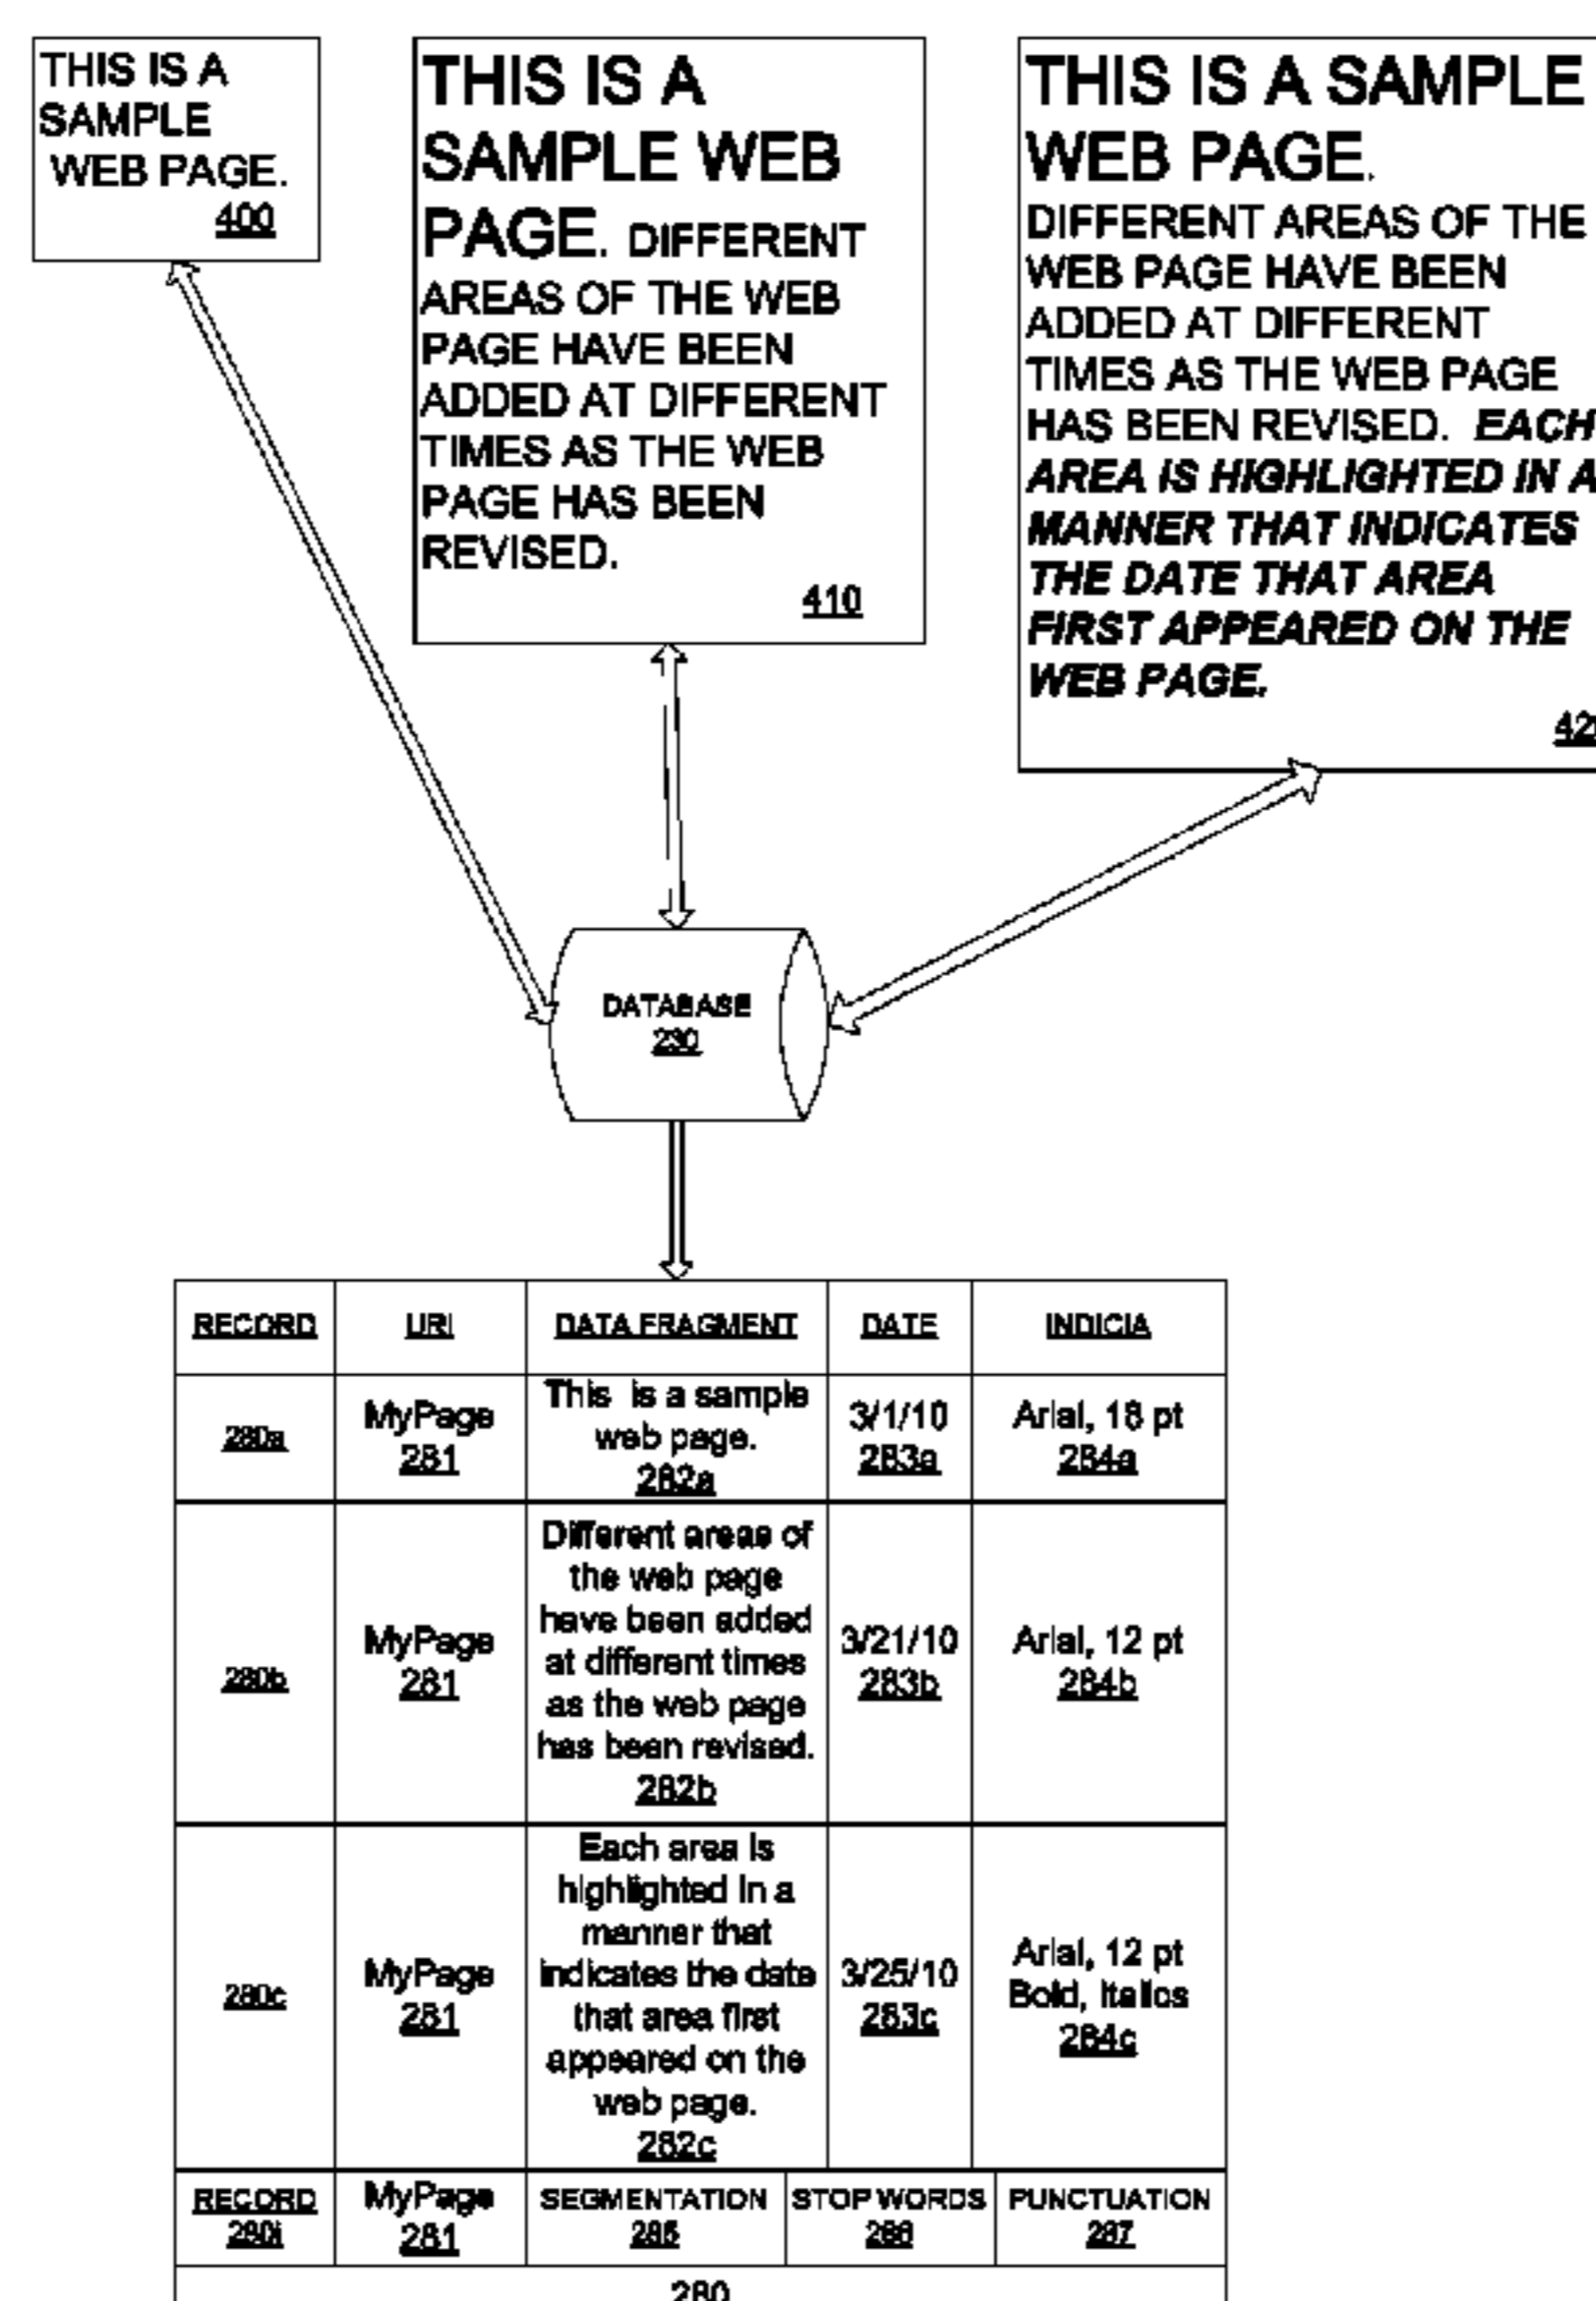 THIS IS A
SAMPLE
WEB PAGE.
400
THIS IS A
SAMPLE WEB
PAGE. DIFFERENT
AREAS OF THE WEB
PAGE HAVE BEEN
ADDED AT DIFFERENT
TIMES AS THE WEB
PAGE HAS BEEN
REVISED.
410
THIS IS A SAMPLE
WEB PAGE.
DIFFERENT AREAS OF THE
WEB PAGE HAVE BEEN
ADDED AT DIFFERENT
TIMES AS THE WEB PAGE
HAS BEEN REVISED. EACH
AREA IS HIGHLIGHTED IN A
MANNER THAT INDICATES
THE DATE THAT AREA
FIRST APPEARED ON THE
WEB PAGE.
DATABASE
230
RECORD URI DATA FRAGMENT DATE INDICIA
280a
MyPage
281
This is a sample
web page.
282a
3/1/10
283a
Arial, 18 pt
284a
280b
MyPage
281
Different areas of
the web page
have been added
at different times
as the web page
has been revised.
282b
3/21/10
283b
Arial, 12 pt
284b
280c
MyPage
281
Each area is
highlighted in a
manner that
indicates the date
that area first
appeared on the
web page.
282c
3/25/10
283c
Arial, 12 pt
Bold, Italics
284c
RECORD
280i
MyPage
281
SEGMENTATION
285
STOP WORDS
286
PUNCTUATION
287
280